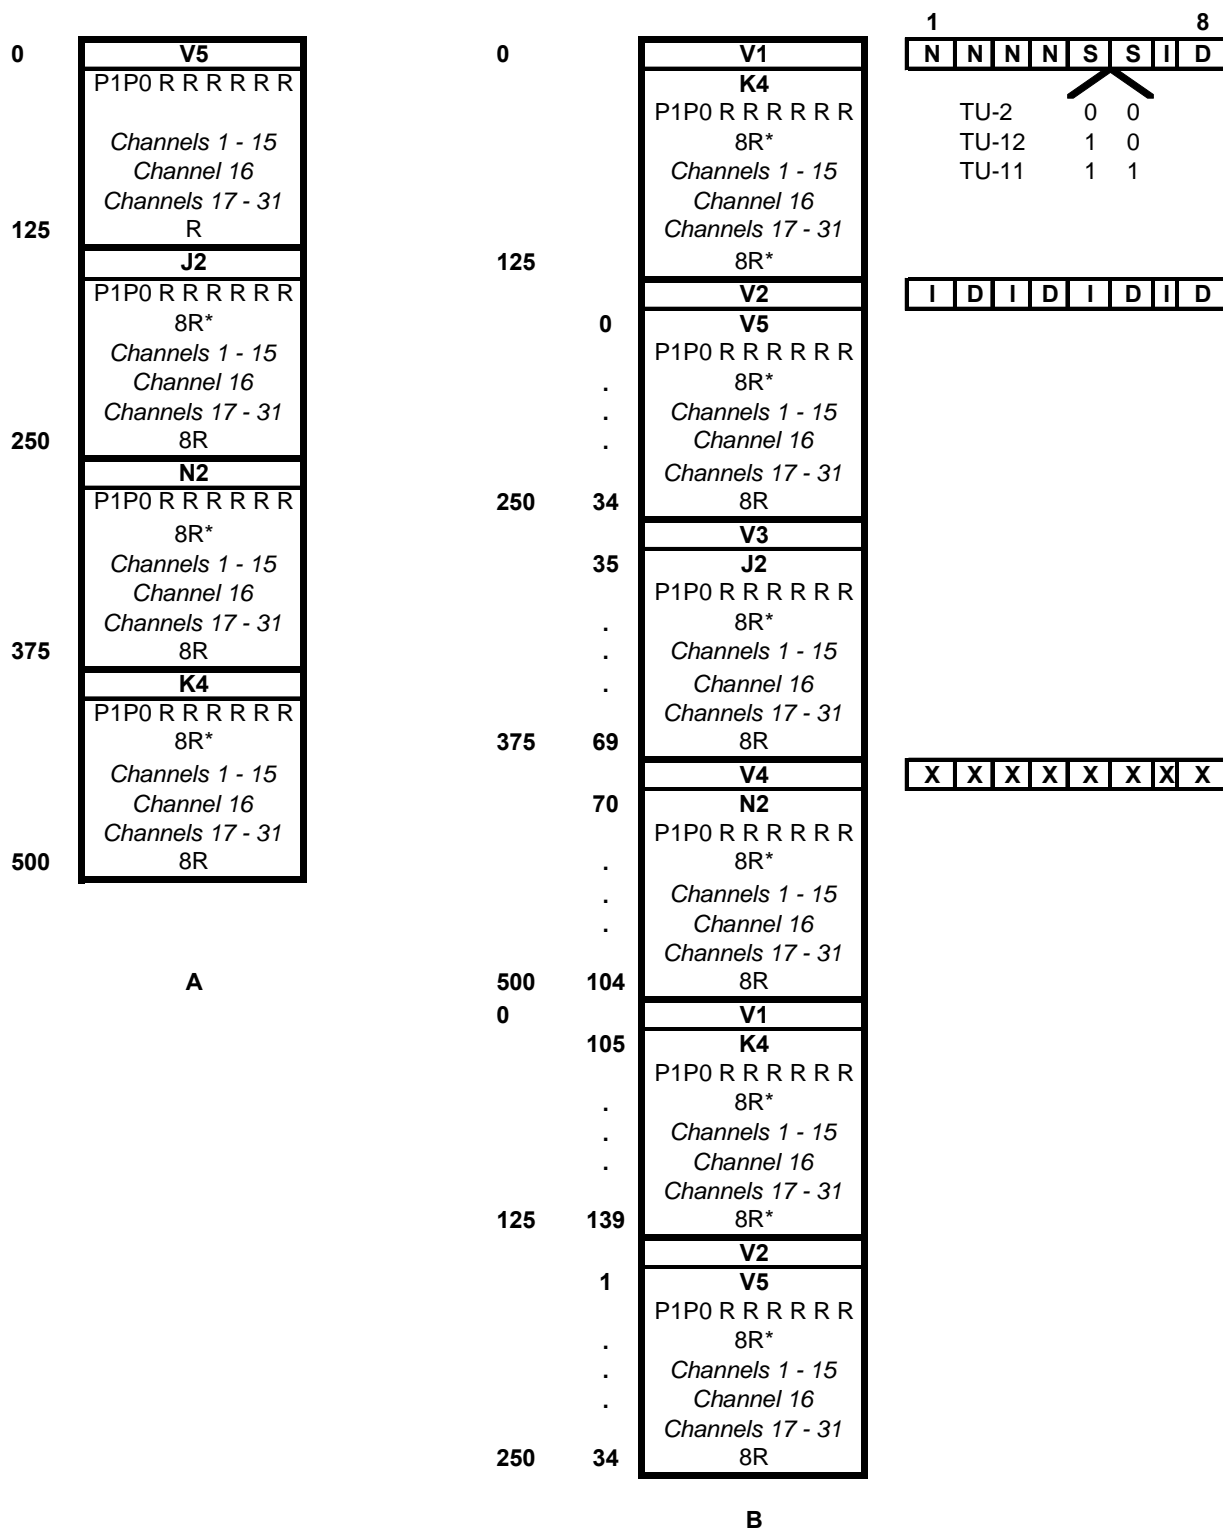 0
V5
P1P0 R R R R R R
Channels 1 - 15
Channel 16
Channels 17 - 31
125
R
J2
P1P0 R R R R R R
8R*
Channels 1 - 15
Channel 16
Channels 17 - 31
250
8R
N2
P1P0 R R R R R R
8R*
Channels 1 - 15
Channel 16
Channels 17 - 31
375
8R
K4
P1P0 R R R R R R
8R*
Channels 1 - 15
Channel 16
Channels 17 - 31
500
8R
A
0
V1
K4
P1P0 R R R R R R
8R*
Channels 1 - 15
Channel 16
Channels 17 - 31
125
8R*
V2
0
V5
P1P0 R R R R R R
.
8R*
.
Channels 1 - 15
.
Channel 16
Channels 17 - 31
250 34
8R
V3
35
J2
P1P0 R R R R R R
.
8R*
.
Channels 1 - 15
.
Channel 16
Channels 17 - 31
375 69
8R
V4
70
N2
P1P0 R R R R R R
.
8R*
.
Channels 1 - 15
.
Channel 16
Channels 17 - 31
500 104
8R
0
V1
105
K4
P1P0 R R R R R R
.
8R*
.
Channels 1 - 15
.
Channel 16
Channels 17 - 31
125 139
8R*
V2
1
V5
P1P0 R R R R R R
.
8R*
.
Channels 1 - 15
.
Channel 16
Channels 17 - 31
250 34
8R
B
1 8
N N N N S S I D
TU-2 0 0
TU-12 1 0
TU-11 1 1
I D I D I D I D
X X X X X X X X